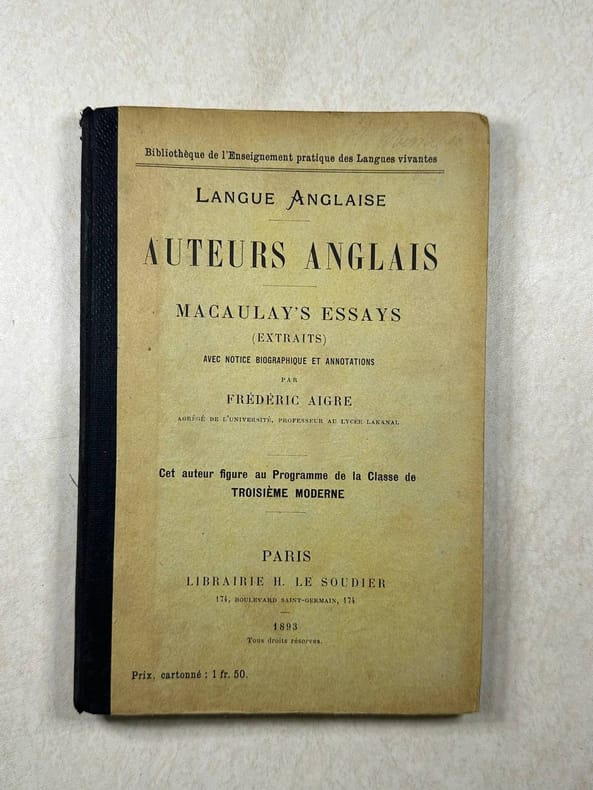 Bibliothèque de l'Enseignement pratique des Langues vivantes
LANGUE ANGLAISE
AUTEURS ANGLAIS
MACAULAY'S ESSAYS
(EXTRAITS)
AVEC NOTICE BIOGRAPHIQUE ET ANNOTATIONS
PAR
FRÉDÉRIC AIGRE
AGRÉGÉ DE L'UNIVERSITÉ, PROFESSEUR AU LYCÉE LAKANAL
Cet auteur figure au Programme de la Classe de
TROISIÈME MODERNE
PARIS
LIBRAIRIE H. LE SOUDIER
174, BOULEVARD SAINT-GERMAIN, 174
1893
Tous droits réservés.
Prix, cartonné : 1 fr. 50.